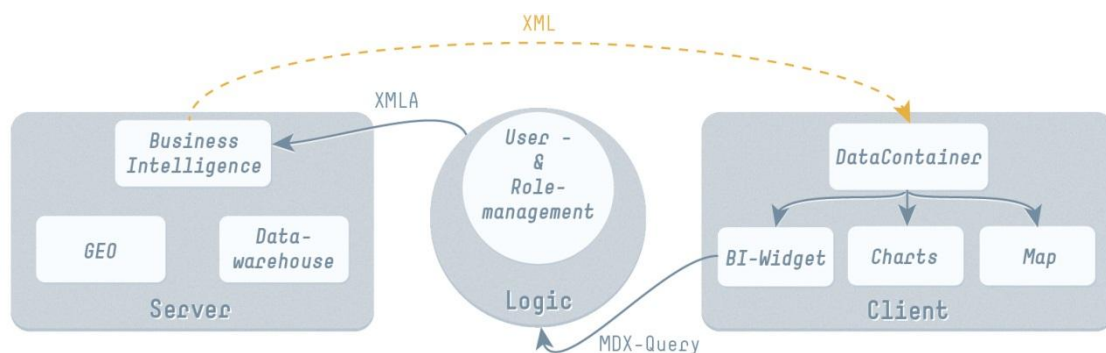 XML
XMLA
Business
Intelligence
GEO
Data-
warehouse
Server
User -
&
Role-
management
Logic
MDX-Query
DataContainer
BI-Widget
Charts
Map
Client